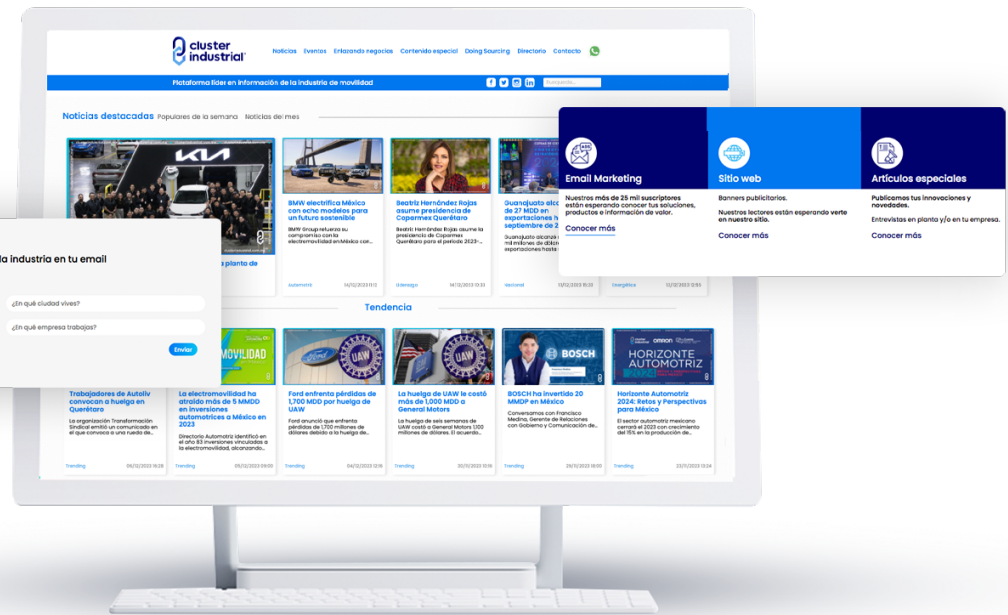 cluster
industrial
Noticias Eventos Enlazando negocios Contenido especial Doing Sourcing Directorio Contacto
Plataforma líder en información de la industria de movilidad
Búsqueda...
Noticias destacadas Populares de la semana Noticias del mes
KIA
planta de
BMW electrifica México
con ocho modelos para
un futuro sostenible
BMW Group refuerza su
compromiso con la
electromovilidad en México con...
Automotriz 14/12/2023 11:13
Beatriz Hernández Rojas
asume presidencia de
Copermex Querétaro
Beatriz Hernández Rojas asume la
presidencia de Copermex
Querétaro para el periodo 2023-...
Liderazgo 14/12/2023 10:20
Guanajuato
de 27 MDD en
exportaciones
septiembre de
Guanajuato alcanza
mil millones de
exportaciones hasta
Nacional
Energética
Email Marketing
Nuestros más de 25 mil suscriptores
están esperando conocer tus soluciones,
productos e información de valor.
Conocer más
Sitio web
Banners publicitarios.
Nuestros lectores están esperando verte
en nuestro sitio.
Conocer más
Artículos especiales
Publicamos tus innovaciones y
novedades.
Entrevistas en planta y/o en tu empresa.
Conocer más
la industria en tu email
¿En qué ciudad vives?
¿En qué empresa trabajas?
Enviar
Tendencia
Trabajadores de Autoliv
convocan a huelga en
Querétaro
La organización Transformación
Sindical emitió un comunicado en
el que convoca a una rueda de...
Trending 06/12/2023 16:28
MOVILIDAD
La electromovilidad ha
atraído más de 5 MMDD
en inversiones
automotrices a México en
2023
Directorio Automotriz identificó en
el año 83 inversiones vinculadas a
la electromovilidad, alcanzando...
Trending 05/12/2023 09:00
Ford
UAW
Ford enfrenta pérdidas de
1,700 MDD por huelga de
UAW
Ford anunció que enfrenta
pérdidas de 1,700 millones de
dólares debido a la huelga de...
Trending 04/12/2023 12:16
UAW
La huelga de UAW le costó
más de 1,000 MDD a
General Motors
La huelga de seis semanas de
UAW costó a General Motors 1,100
millones de dólares. El acuerdo...
Trending 30/11/2023 10:16
BOSCH
BOSCH ha invertido 20
MMDP en México
Conversamos con Francisco
Medina, Gerente de Relaciones
con Gobierno y Comunicación de...
Trending 29/11/2023 18:00
omron
HORIZONTE
AUTOMOTRIZ
2024
Horizonte Automotriz
2024: Retos y Perspectivas
para México
El sector automotriz mexicano
cerrará el 2023 con crecimiento
del 15% en la producción de...
Trending 23/11/2023 13:24